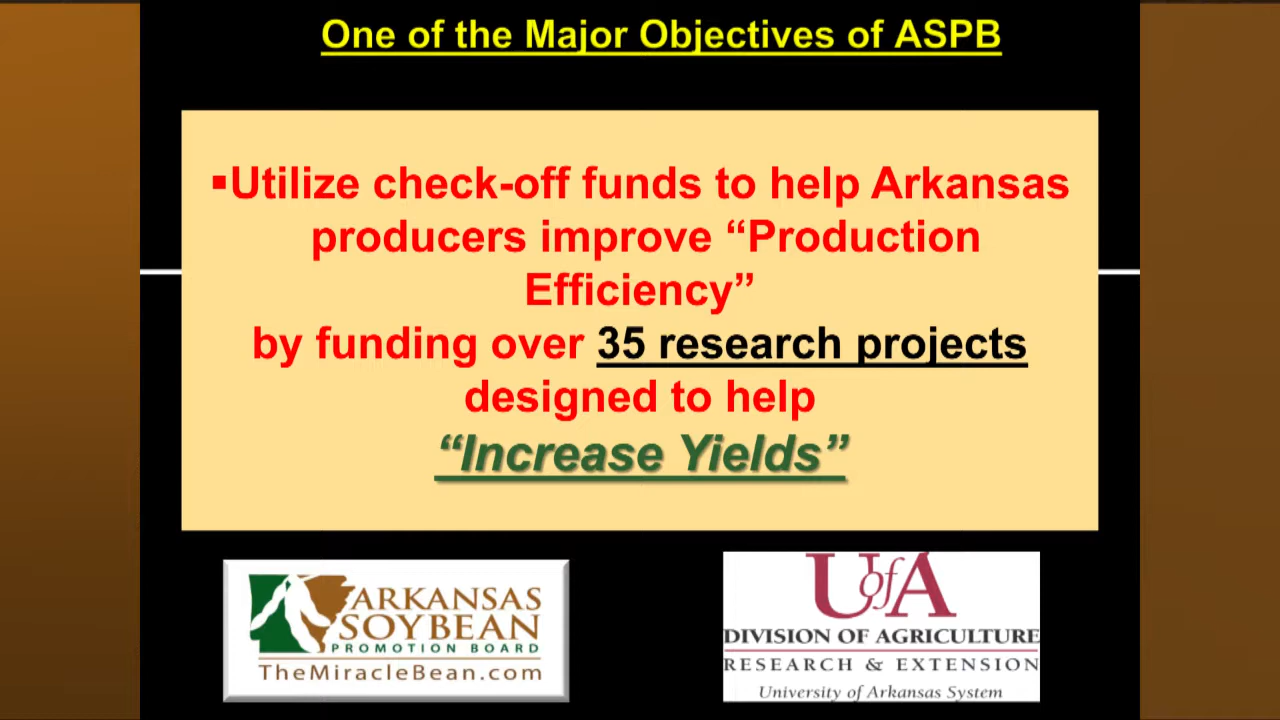 One of the Major Objectives of ASPB
▪Utilize check-off funds to help Arkansas
producers improve “Production
Efficiency”
by funding over 35 research projects
designed to help
“Increase Yields”
ARKANSAS
SOYBEAN
PROMOTION BOARD
TheMiracleBean.com
UofA
DIVISION OF AGRICULTURE
RESEARCH & EXTENSION
University of Arkansas System